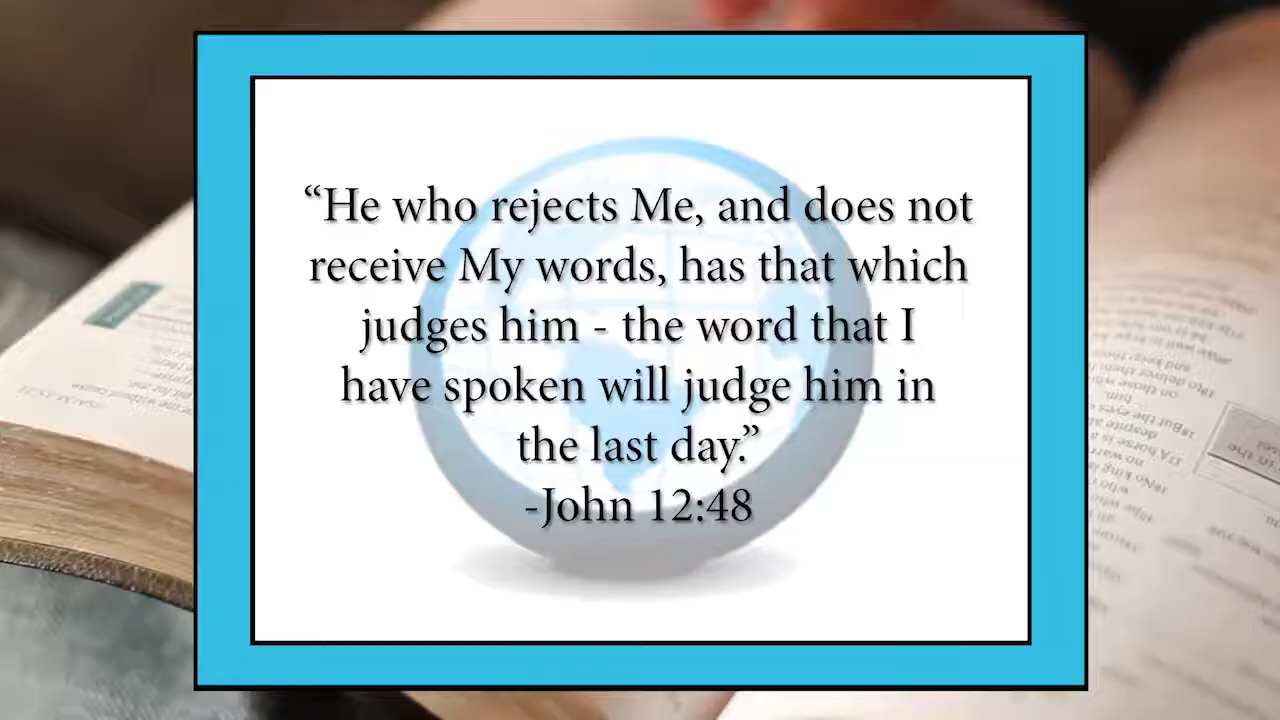 “He who rejects Me, and does not
receive My words, has that which
judges him - the word that I
have spoken will judge him in
the last day.”
-John 12:48